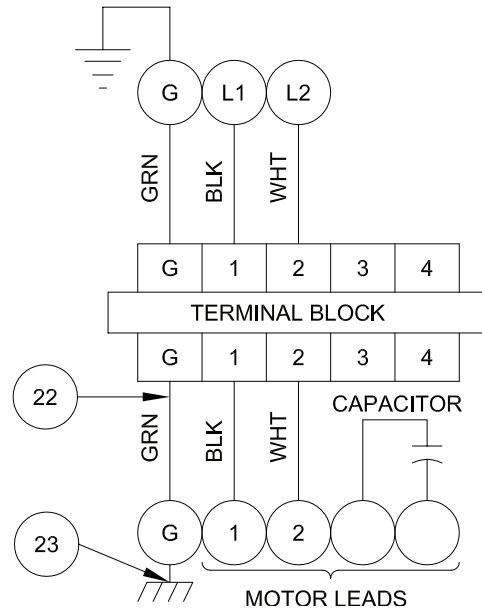 G L1 L2
GRN BLK WHT
G 1 2 3 4
TERMINAL BLOCK
G 1 2 3 4
22
CAPACITOR
GRN BLK WHT
G 1 2
23
MOTOR LEADS